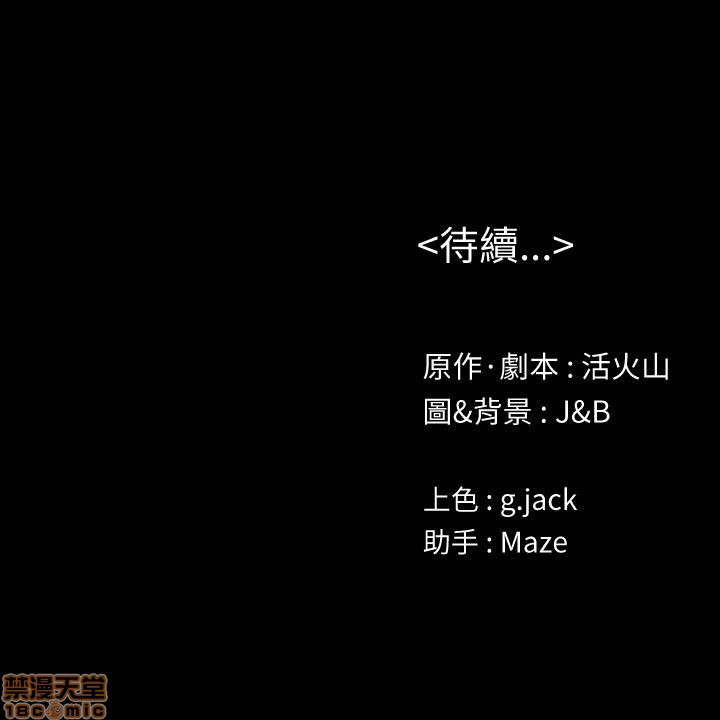 <待續...>
原作·劇本 : 活火山
圖&背景 : J&B
上色 : g.jack
助手 : Maze
禁漫天堂
18comic